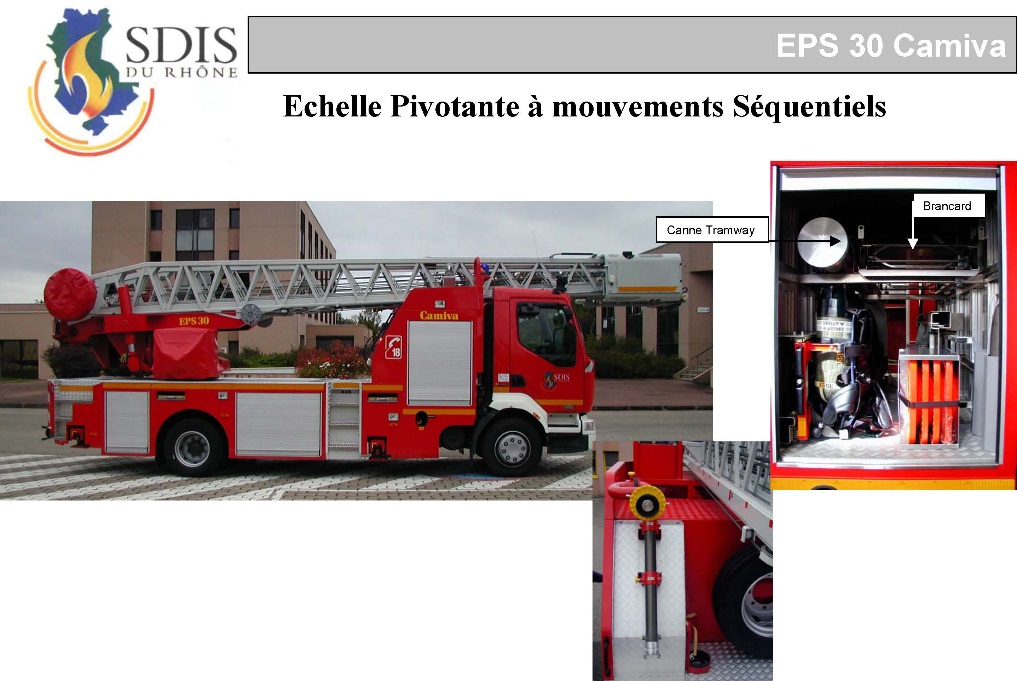 SDIS
DU RHÔNE
EPS 30 Camiva
Echelle Pivotante à mouvements Séquentiels
Brancard
Canne Tramway
EPS 30
Camiva
18
SDIS